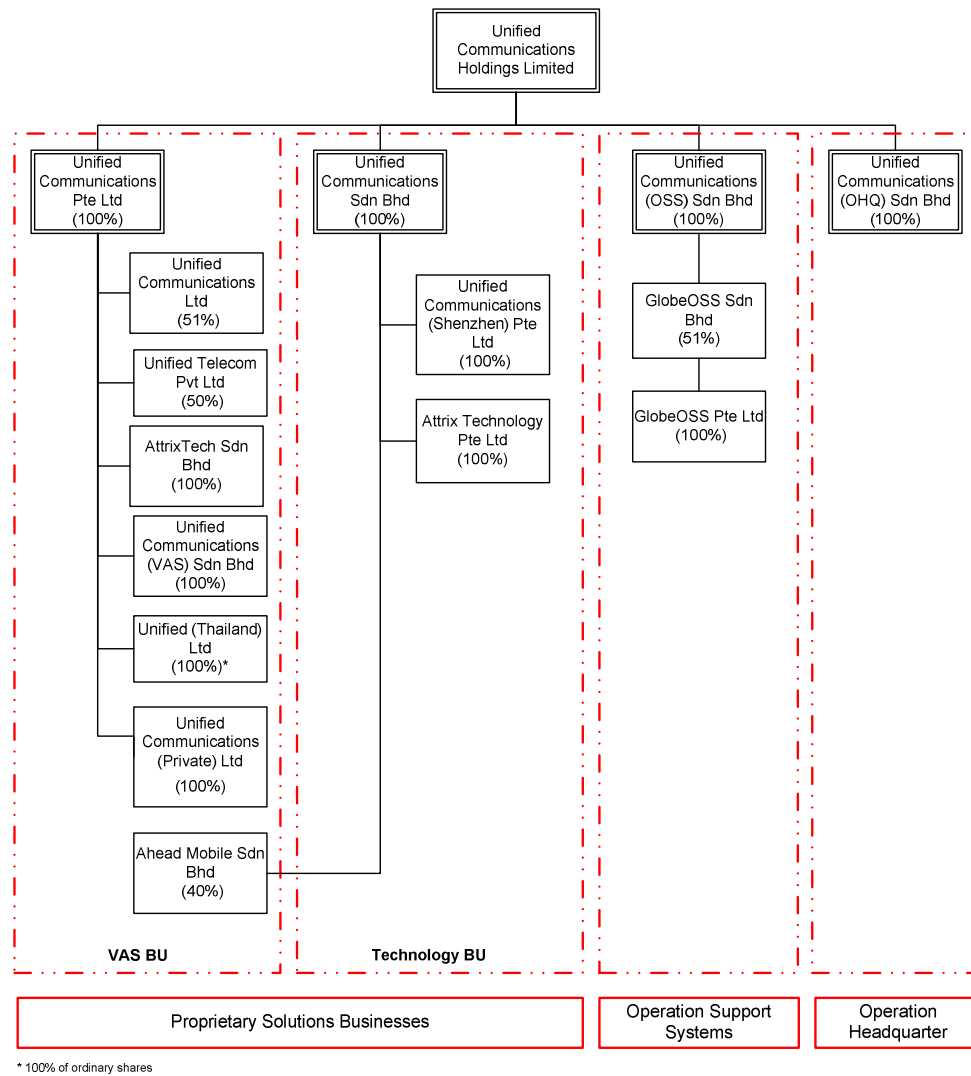 Unified
Communications
Holdings Limited
Unified
Communications
Pte Ltd
(100%)
Unified
Communications
Sdn Bhd
(100%)
Unified
Communications
(OSS) Sdn Bhd
(100%)
Unified
Communications
(OHQ) Sdn Bhd
(100%)
Unified
Communications
Ltd
(51%)
Unified Telecom
Pvt Ltd
(50%)
AttrixTech Sdn
Bhd
(100%)
Unified
Communications
(VAS) Sdn Bhd
(100%)
Unified (Thailand)
Ltd
(100%)*
Unified
Communications
(Private) Ltd
(100%)
Ahead Mobile Sdn
Bhd
(40%)
Unified
Communications
(Shenzhen) Pte
Ltd
(100%)
Attrix Technology
Pte Ltd
(100%)
GlobeOSS Sdn
Bhd
(51%)
GlobeOSS Pte Ltd
(100%)
VAS BU
Technology BU
Proprietary Solutions Businesses
Operation Support
Systems
Operation
Headquarter
* 100% of ordinary shares